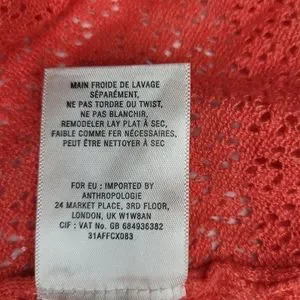 MAIN FROIDE DE LAVAGE
SÉPARÉMENT,
NE PAS TORDRE OU TWIST,
NE PAS BLANCHIR,
REMODELER LAY PLAT À SEC,
FAIBLE COMME FER NÉCESSAIRES,
PEUT ÊTRE NETTOYER À SEC
FOR EU : IMPORTED BY
ANTHROPOLOGIE
24 MARKET PLACE, 3RD FLOOR,
LONDON, UK W1W8AN
CIF : VAT No. GB 684936382
31AFFCX083